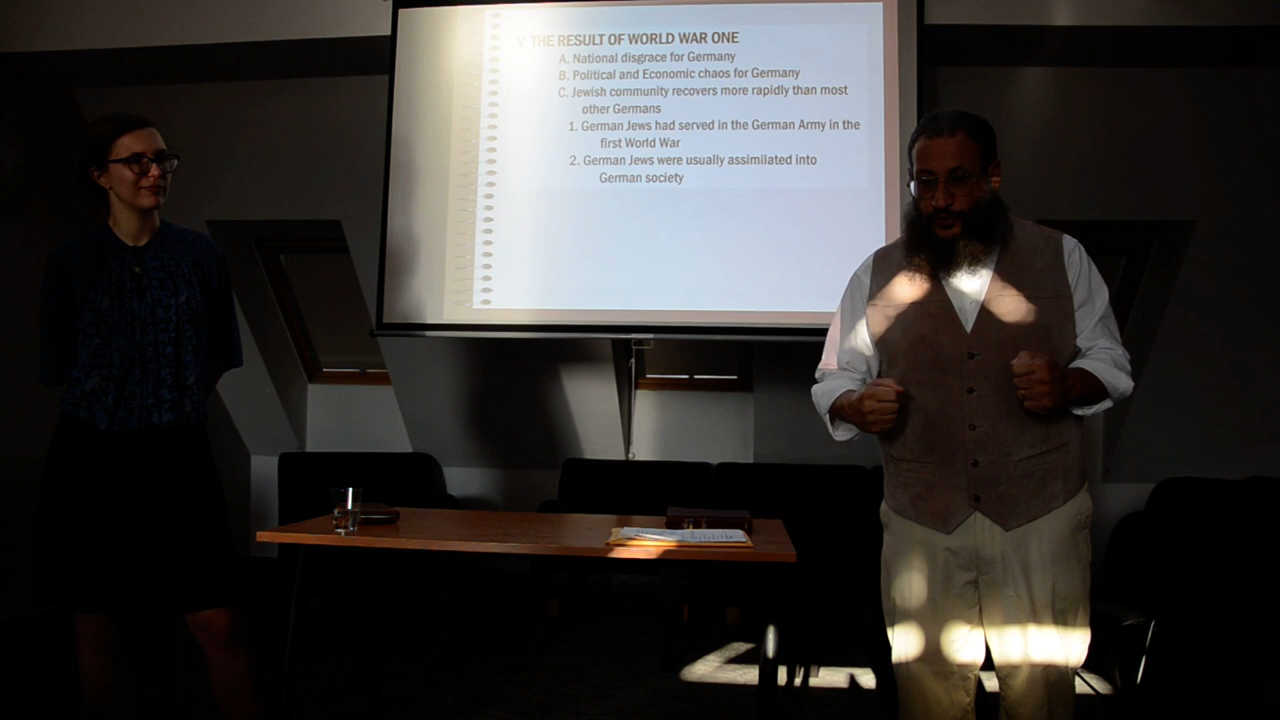 V THE RESULT OF WORLD WAR ONE
A. National disgrace for Germany
B. Political and Economic chaos for Germany
C. Jewish community recovers more rapidly than most
other Germans
1. German Jews had served in the German Army in the
first World War
2. German Jews were usually assimilated into
German society